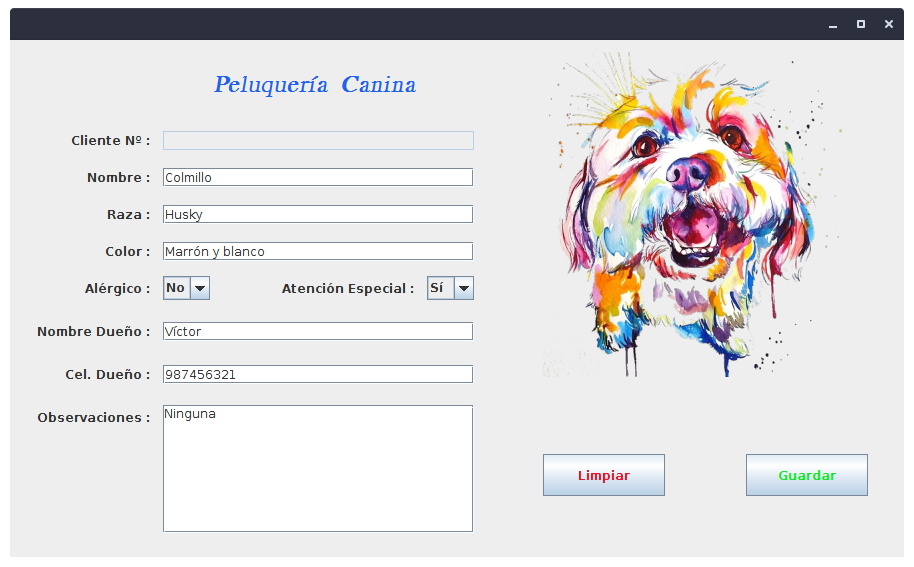 Peluquería Canina
Cliente Nº :
Nombre : Colmillo
Raza : Husky
Color : Marrón y blanco
Alérgico : No Atención Especial : Sí
Nombre Dueño : Víctor
Cel. Dueño : 987456321
Observaciones : Ninguna
Limpiar Guardar